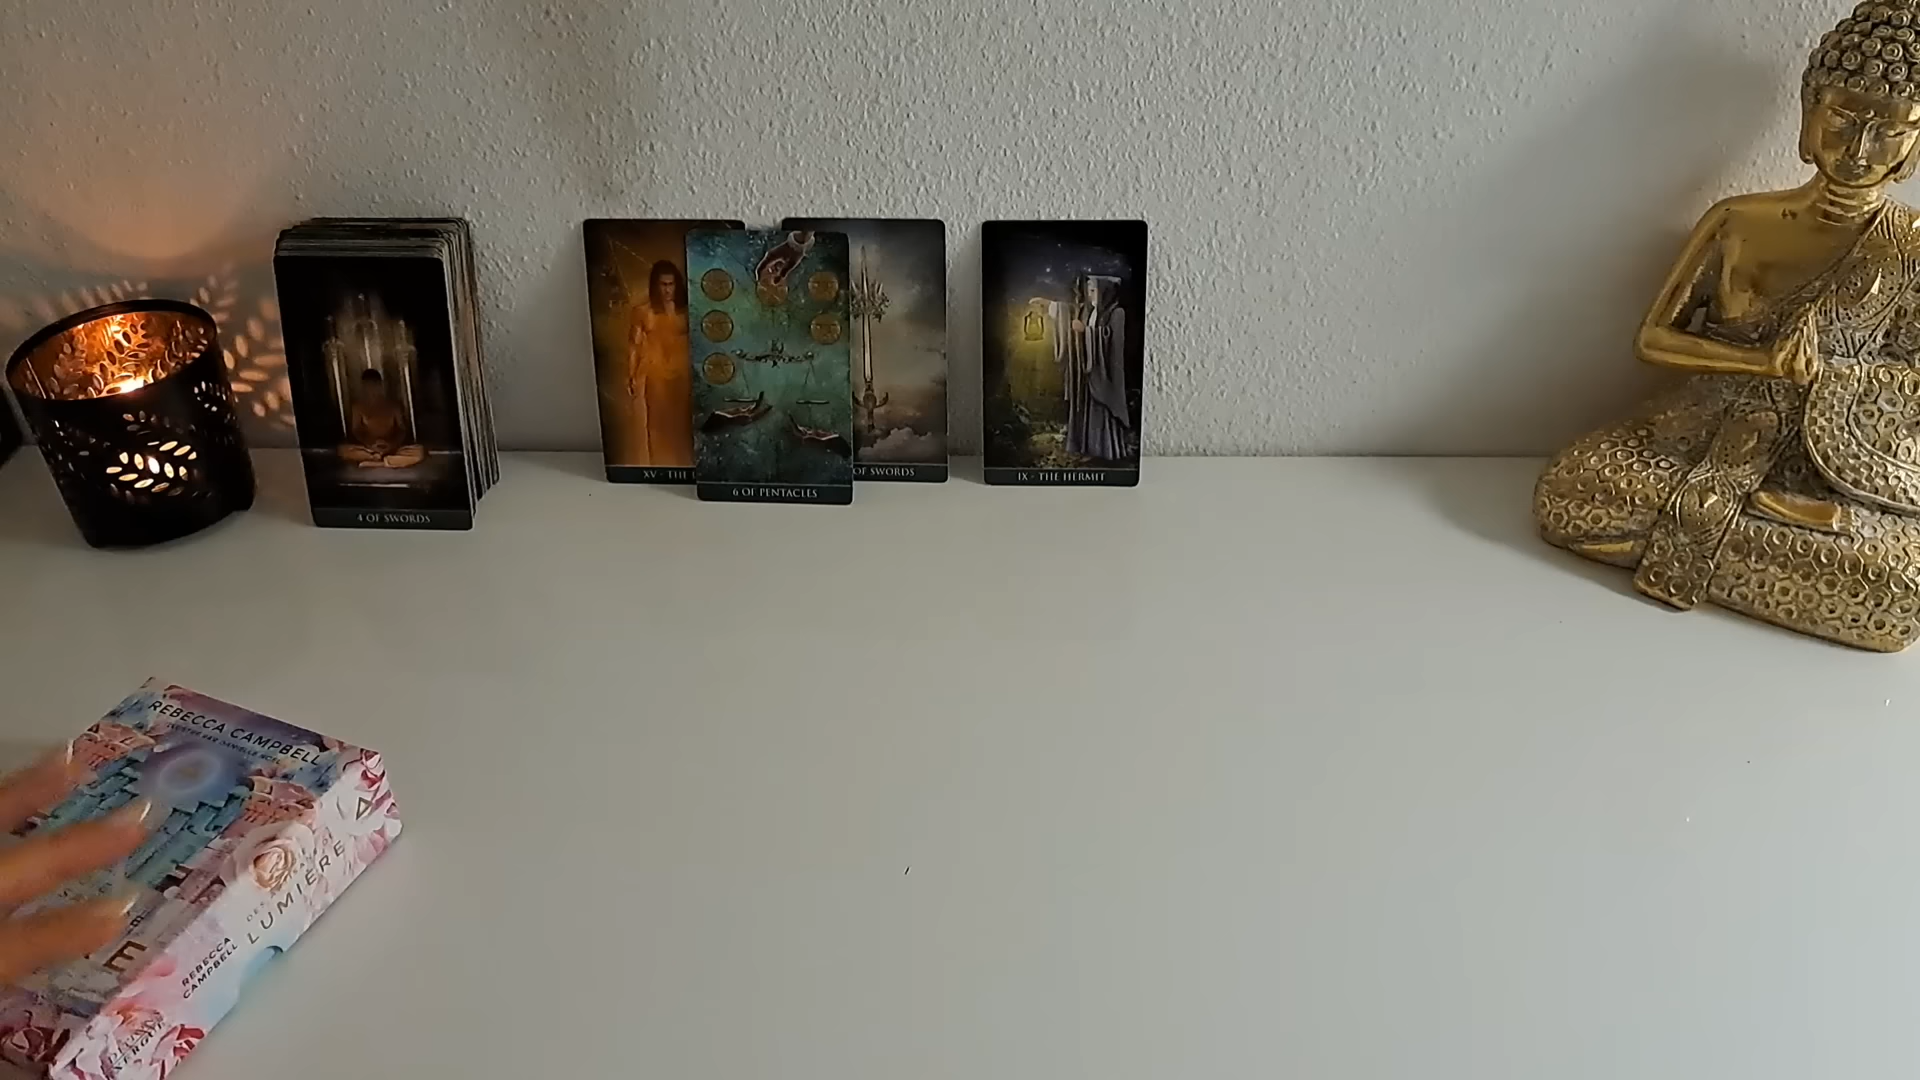 4 OF SWORDS
XV - THE
6 OF PENTACLES
OF SWORDS
IX - THE HERMIT
REBECCA CAMPBELL
LUMIÈRE
REBECCA
CAMPBELL
E